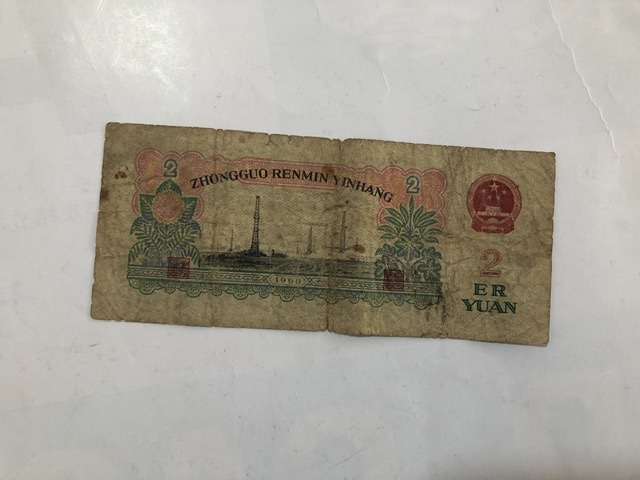 2
ZHONGGUO RENMIN YINHANG
2
1960
2
ER
YUAN